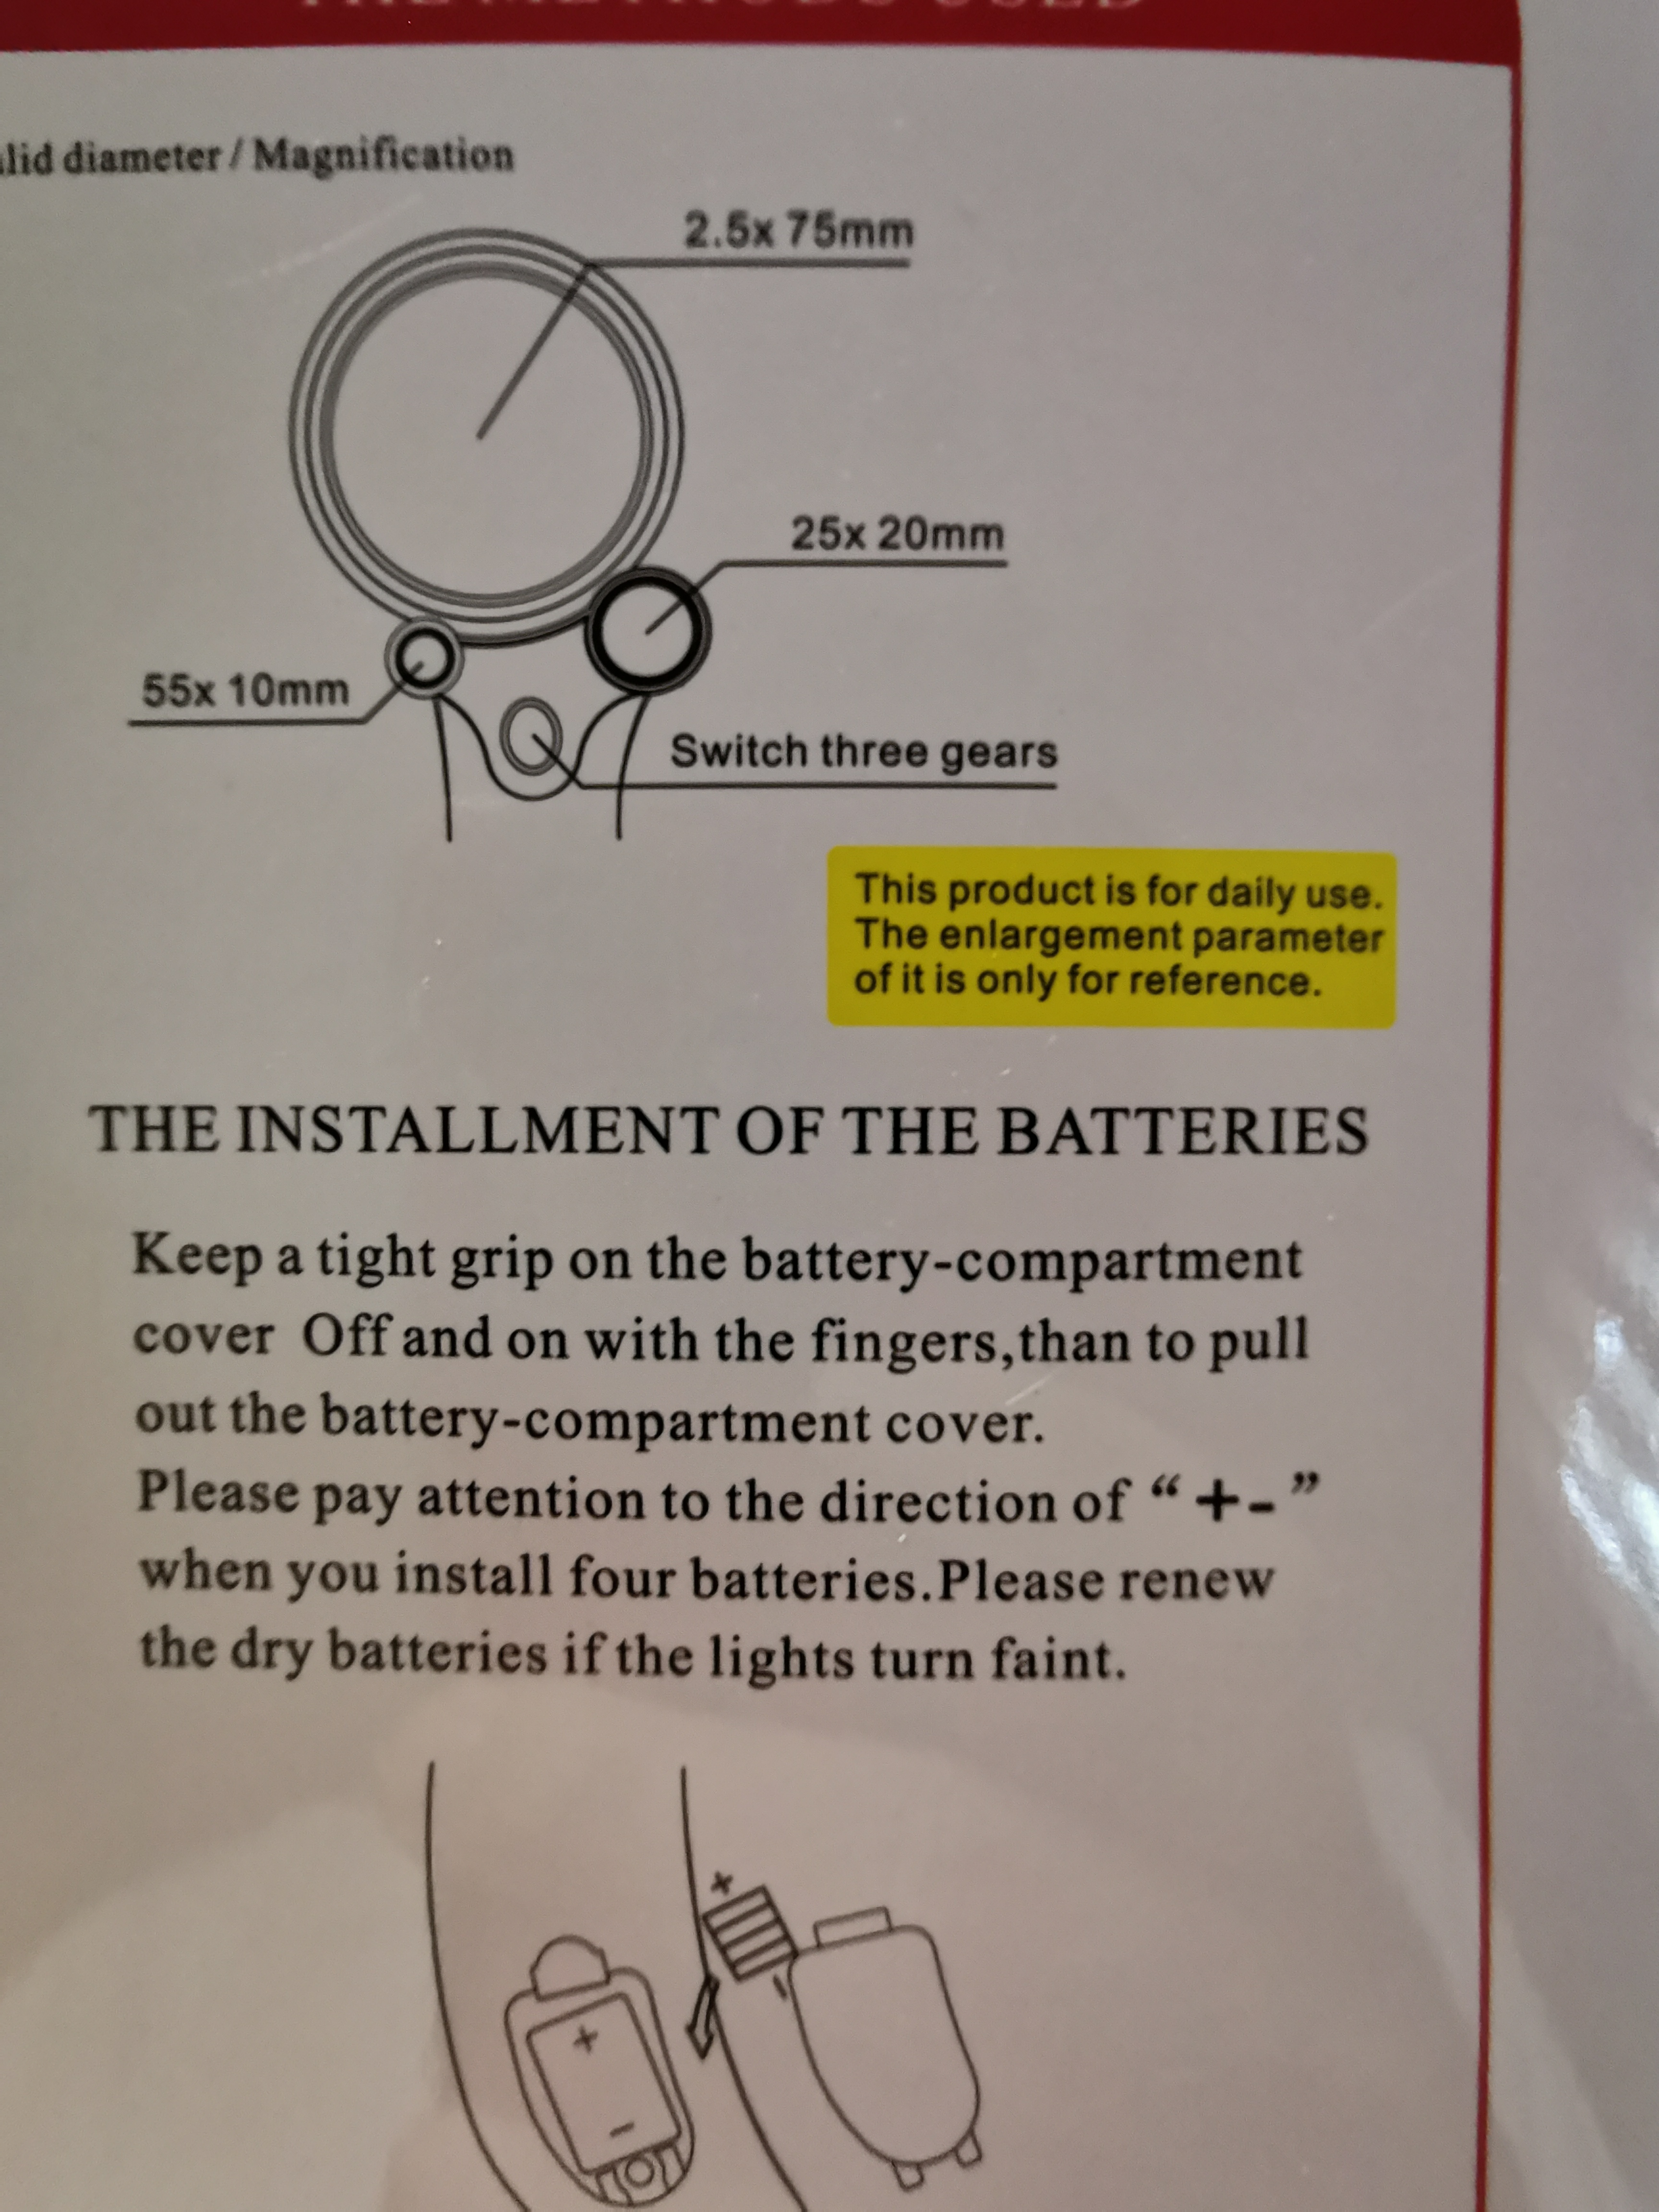 THE METHODS USED
diameter / Magnification
2.5x 75mm
25x 20mm
55x 10mm
Switch three gears
This product is for daily use.
The enlargement parameter
of it is only for reference.
THE INSTALLMENT OF THE BATTERIES
Keep a tight grip on the battery-compartment
cover Off and on with the fingers,than to pull
out the battery-compartment cover.
Please pay attention to the direction of “ + - ”
when you install four batteries.Please renew
the dry batteries if the lights turn faint.
+
-
+
-